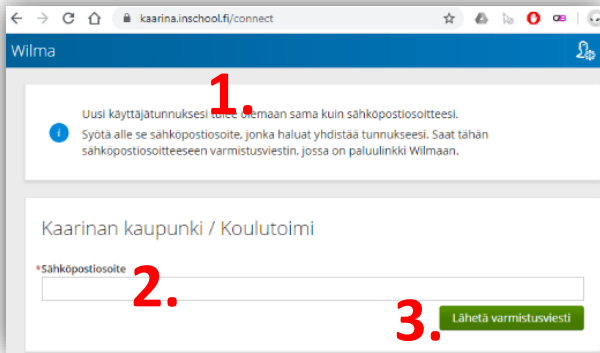 kaarina.inschool.fi/connect
Wilma
1.
Uusi käyttäjätunnuksesi tulee olemaan sama kuin sähköpostiosoitteesi.
Syötä alle se sähköpostiosoite, jonka haluat yhdistää tunnukseesi. Saat tähän
sähköpostiosoitteeseen varmistusviestin, jossa on paluulinkki Wilmaan.
Kaarinan kaupunki / Koulutoimi
*Sähköpostiosoite
2.
3.
Lähetä varmistusviesti